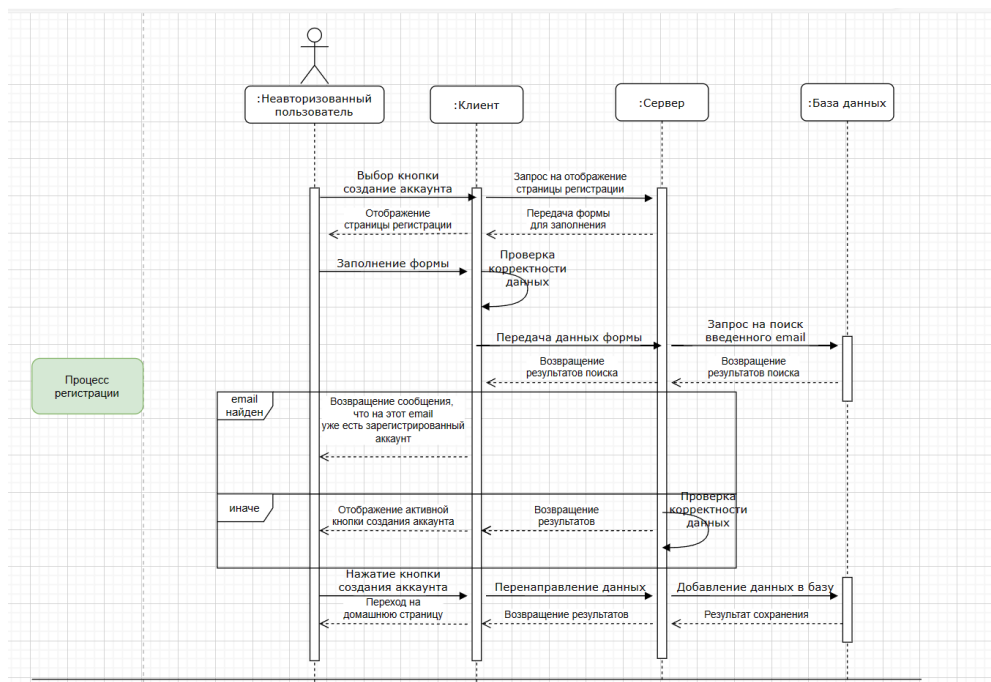 :Неавторизованный
пользователь
:Клиент
:Сервер
:База данных
Выбор кнопки
создание аккаунта
Запрос на отображение
страницы регистрации
Отображение
страницы регистрации
Передача формы
для заполнения
Заполнение формы
Проверка
корректности
данных
Передача данных формы
Запрос на поиск
введенного email
Возвращение
результатов поиска
Возвращение
результатов поиска
Процесс
регистрации
email
найден
Возвращение сообщения,
что на этот email
уже есть зарегистрированный
аккаунт
иначе
Отображение активной
кнопки создания аккаунта
Возвращение
результатов
Проверка
корректности
данных
Нажатие кнопки
создания аккаунта
Перенаправление данных
Добавление данных в базу
Переход на
домашнюю страницу
Возвращение результатов
Результат сохранения